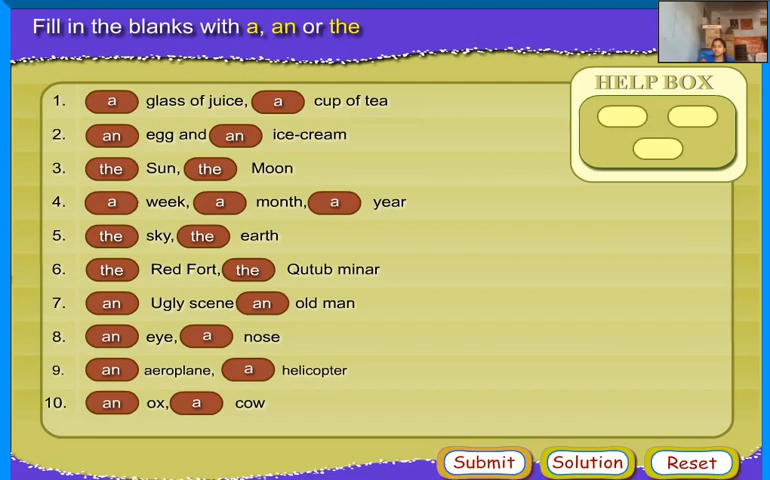 Fill in the blanks with a, an or the
HELP BOX
1. a glass of juice, a cup of tea
2. an egg and an ice-cream
3. the Sun, the Moon
4. a week, a month, a year
5. the sky, the earth
6. the Red Fort, the Qutub minar
7. an Ugly scene an old man
8. an eye, a nose
9. an aeroplane, a helicopter
10. an ox, a cow
Submit Solution Reset